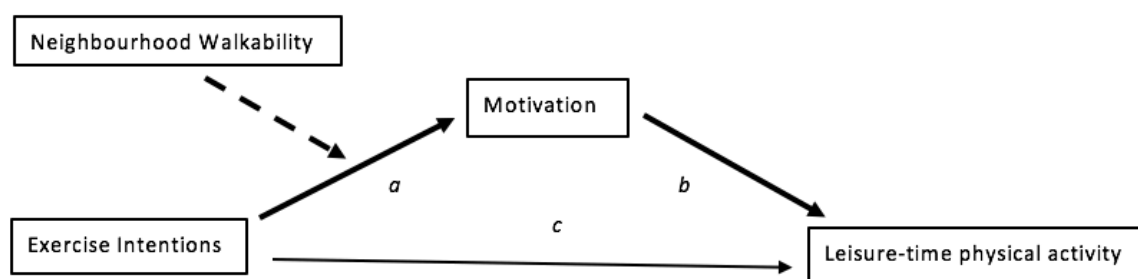 Neighbourhood Walkability
Motivation
a
b
c
Exercise Intentions
Leisure-time physical activity